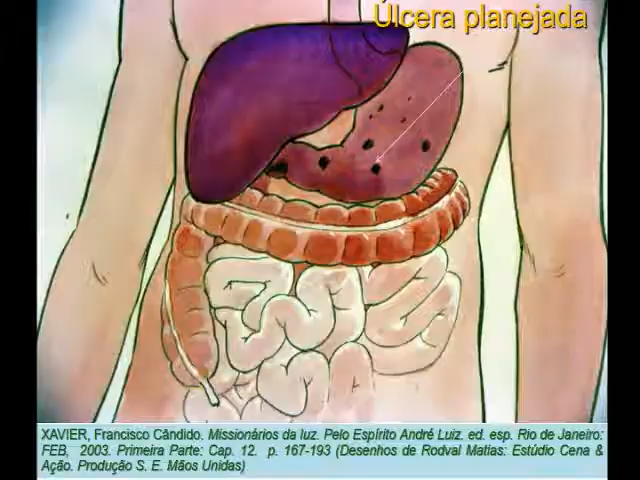 Úlcera planejada
XAVIER, Francisco Cândido. Missionários da luz. Pelo Espírito André Luiz. ed. esp. Rio de Janeiro:
FEB, 2003. Primeira Parte: Cap. 12. p. 167-193 (Desenhos de Rodval Matias: Estúdio Cena &
Ação. Produção S. E. Mãos Unidas)